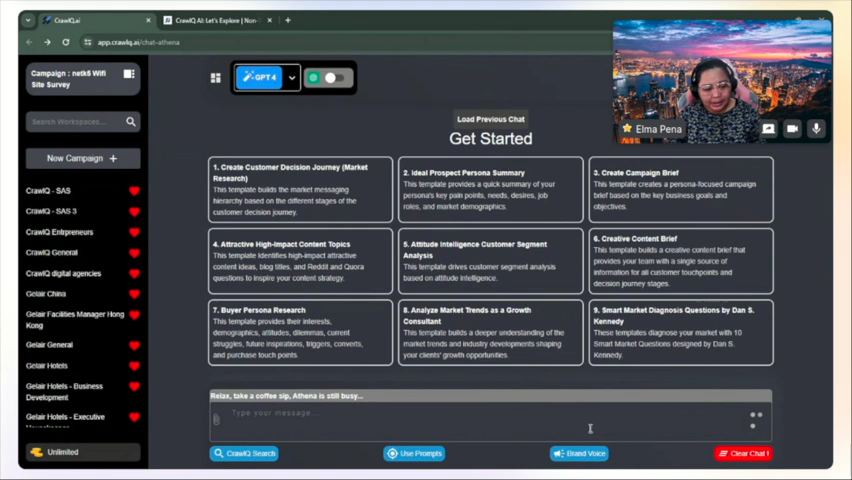 CrawlQ.ai
CrawlQ AI: Let's Explore | Non-
app.crawlq.ai/chat-athena
Campaign : netk5 Wifi
Site Survey
GPT 4
Elma Pena
Search Workspaces...
New Campaign +
CrawlQ - SAS
CrawlQ - SAS 3
CrawlQ Entrpreneurs
CrawlQ General
CrawlQ digital agencies
Gelair China
Gelair Facilities Manager Hong
Kong
Gelair General
Gelair Hotels
Gelair Hotels - Business
Development
Gelair Hotels - Executive
Unlimited
Load Previous Chat
Get Started
1. Create Customer Decision Journey (Market
Research)
This template builds the market messaging
hierarchy based on the different stages of the
customer decision journey.
2. Ideal Prospect Persona Summary
This template provides a quick summary of your
persona's key pain points, needs, desires, job
roles, and market demographics.
3. Create Campaign Brief
This template creates a persona-focused campaign
brief based on the key business goals and
objectives.
4. Attractive High-Impact Content Topics
This template Identifies high-impact attractive
content ideas, blog titles, and Reddit and Quora
questions to inspire your content strategy.
5. Attitude Intelligence Customer Segment
Analysis
This template drives customer segment analysis
based on attitude intelligence.
6. Creative Content Brief
This template builds a creative content brief that
provides your team with a single source of
information for all customer touchpoints and
decision journey stages.
7. Buyer Persona Research
This template provides their interests,
demographics, attitudes, dilemmas, current
struggles, future inspirations, triggers, converts,
and purchase touch points.
8. Analyze Market Trends as a Growth
Consultant
This template builds a deeper understanding of the
market trends and industry developments shaping
your clients' growth opportunities.
9. Smart Market Diagnosis Questions by Dan S.
Kennedy
These templates diagnose your market with 10
Smart Market Questions designed by Dan S.
Kennedy.
Relax, take a coffee sip, Athena is still busy...
Type your message...
CrawlQ Search
Use Prompts
Brand Voice
Clear Chat !